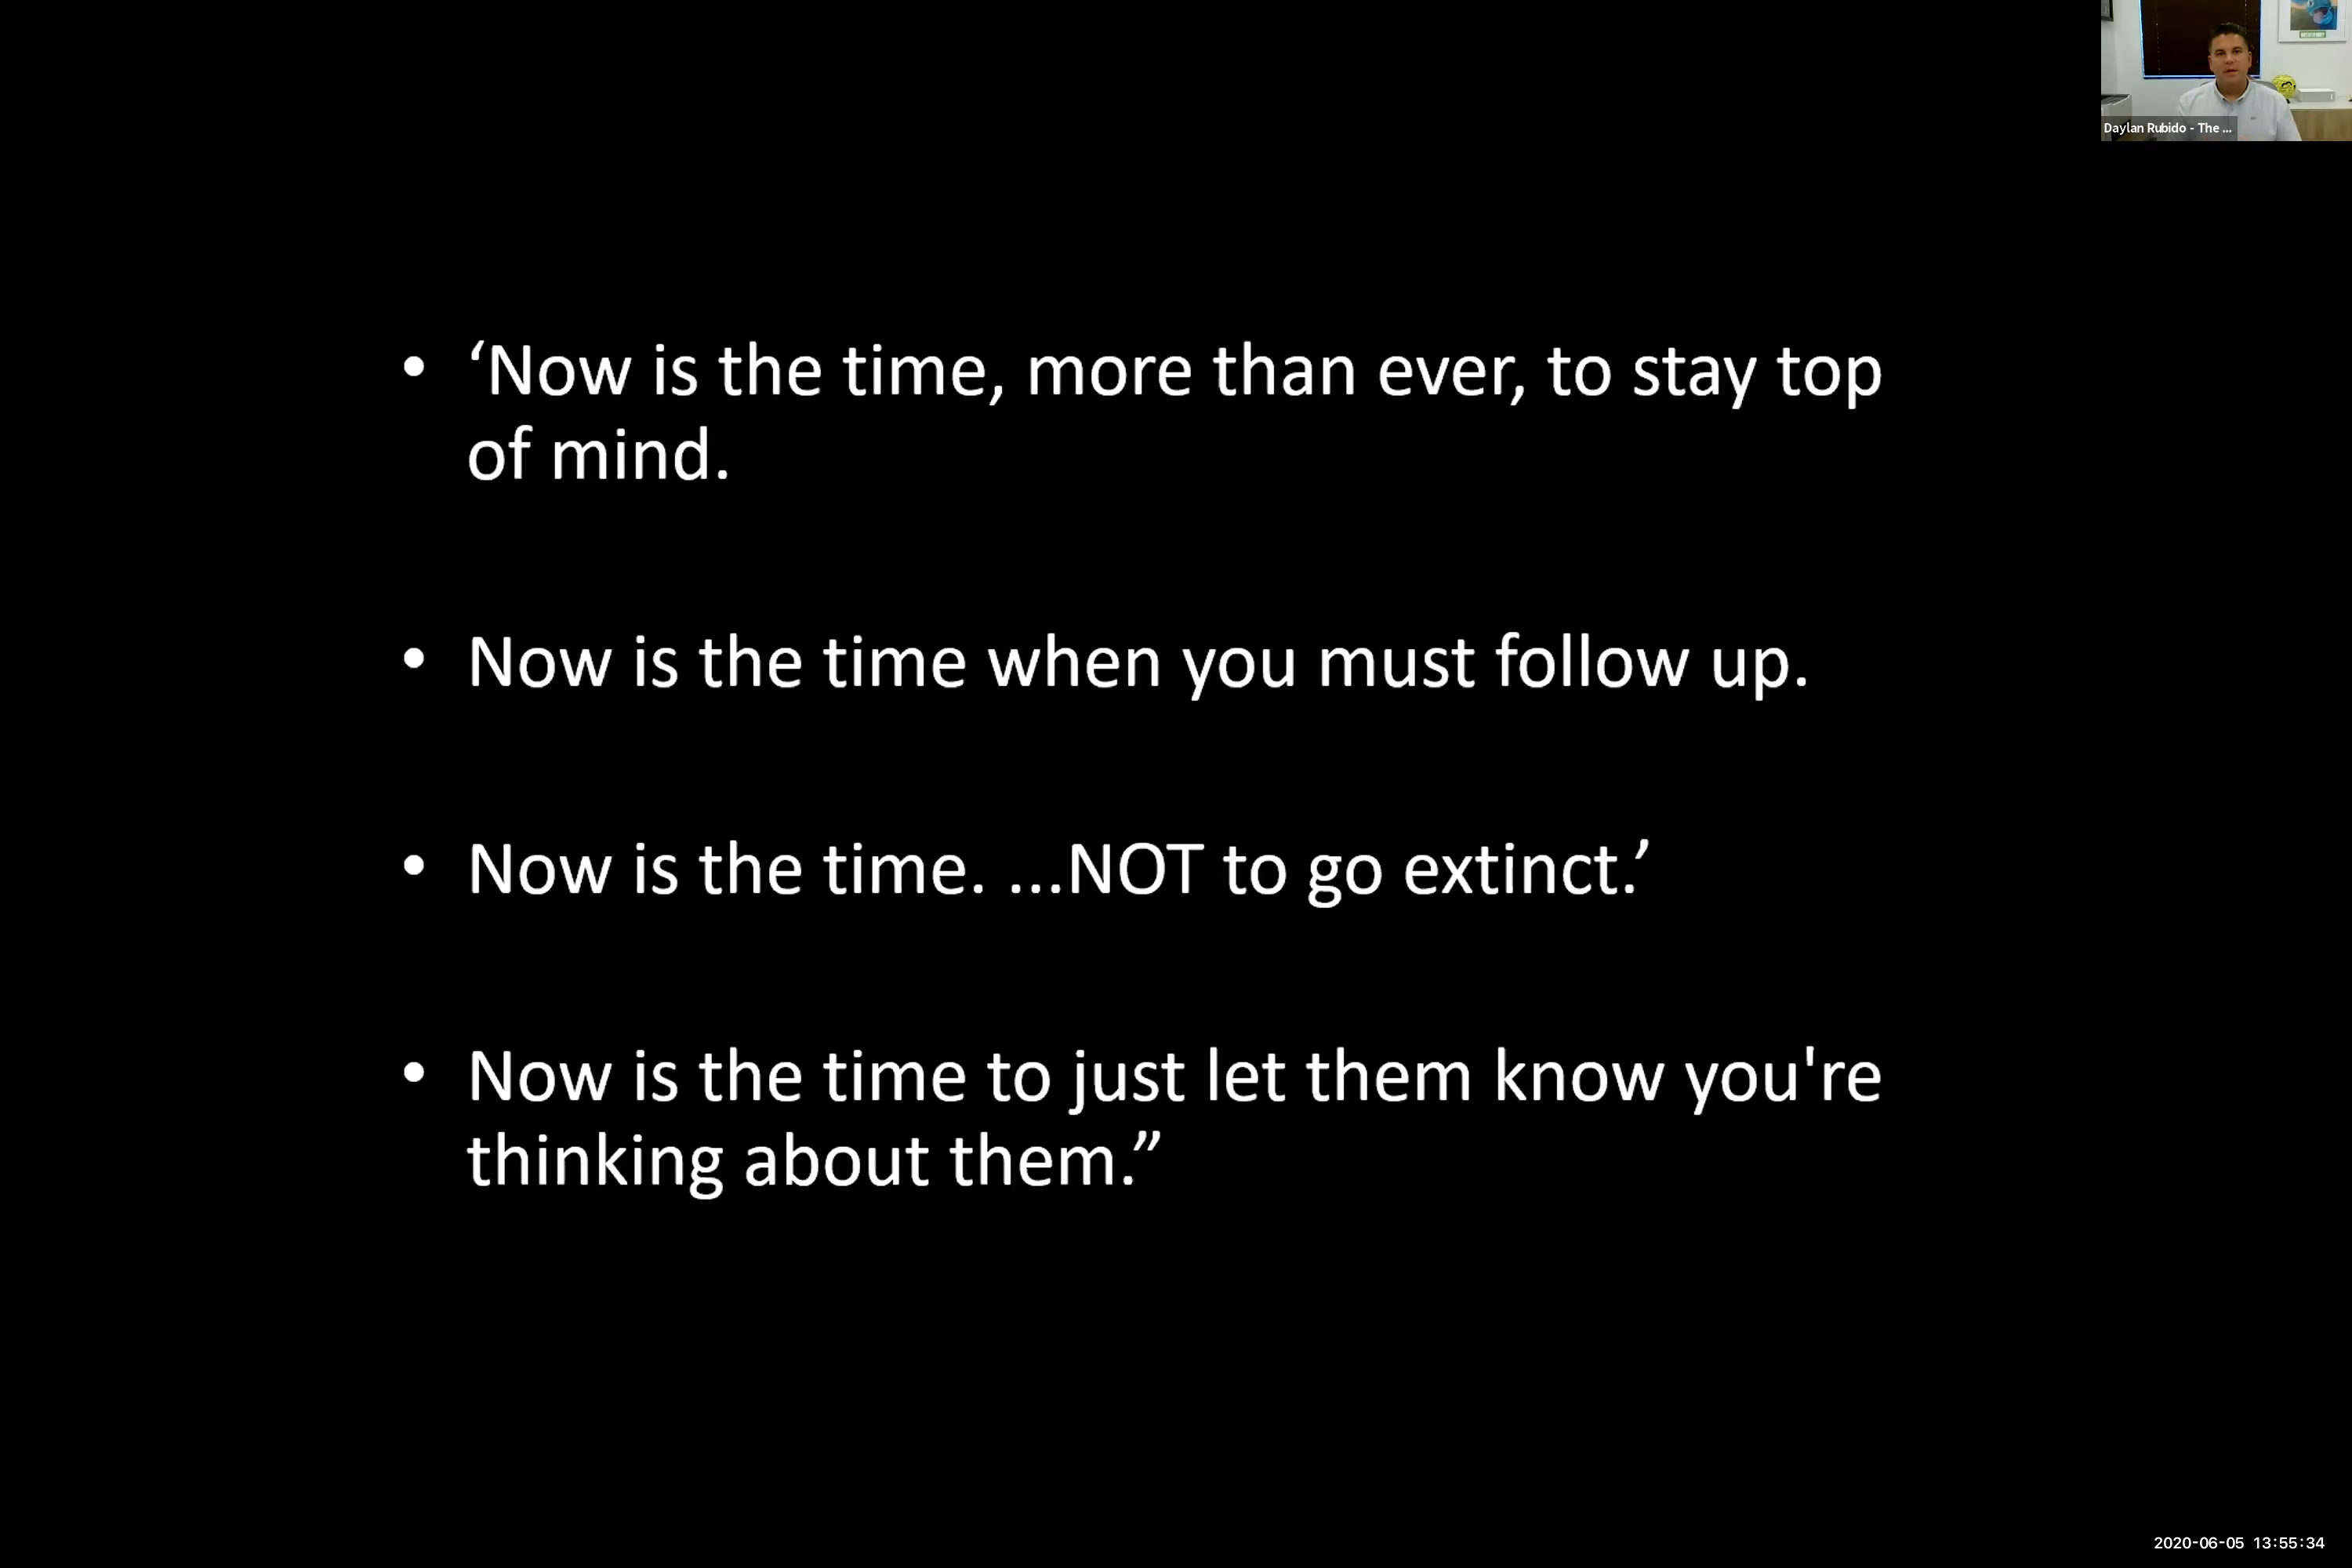 Daylan Rubido - The ...
• ‘Now is the time, more than ever, to stay top
of mind.
• Now is the time when you must follow up.
• Now is the time. ...NOT to go extinct.’
• Now is the time to just let them know you're
thinking about them.”
2020-06-05 13:55:34